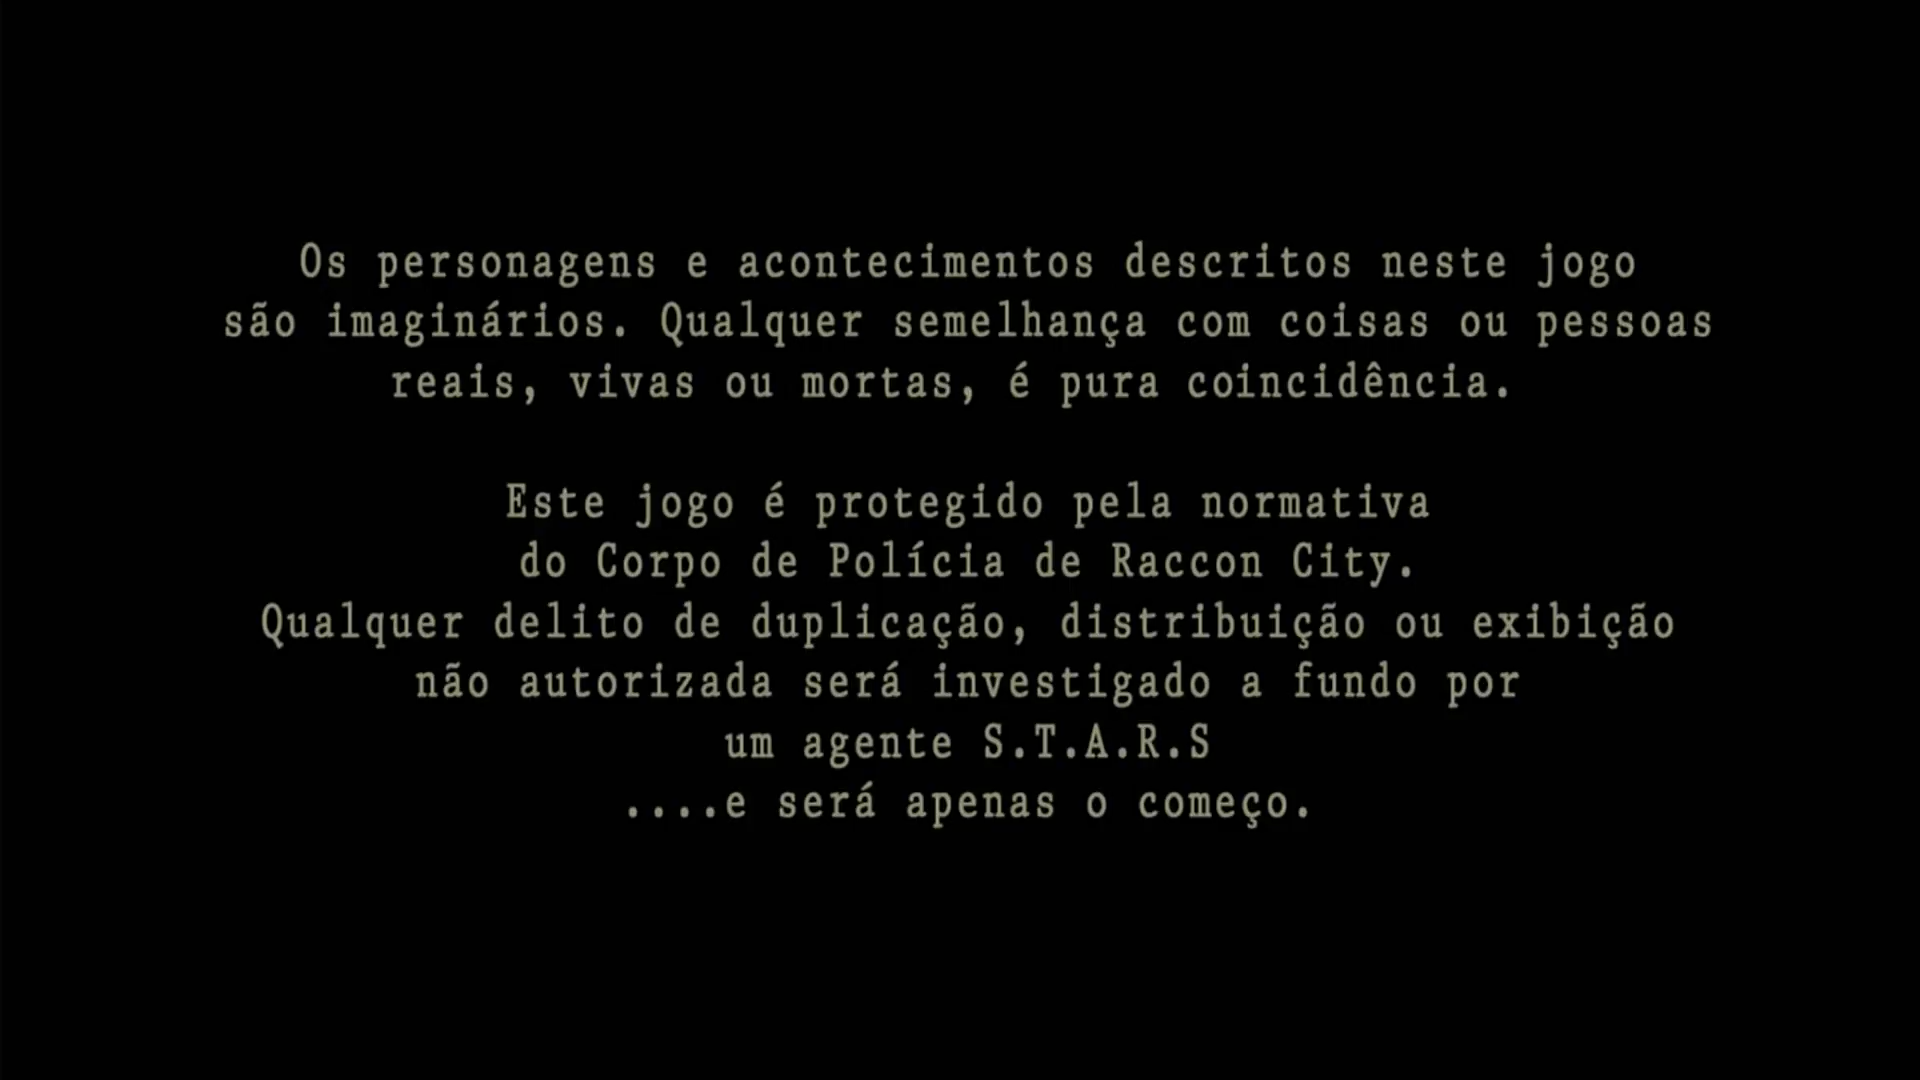 Os personagens e acontecimentos descritos neste jogo
são imaginários. Qualquer semelhança com coisas ou pessoas
reais, vivas ou mortas, é pura coincidência.
Este jogo é protegido pela normativa
do Corpo de Polícia de Raccon City.
Qualquer delito de duplicação, distribuição ou exibição
não autorizada será investigado a fundo por
um agente S.T.A.R.S
....e será apenas o começo.